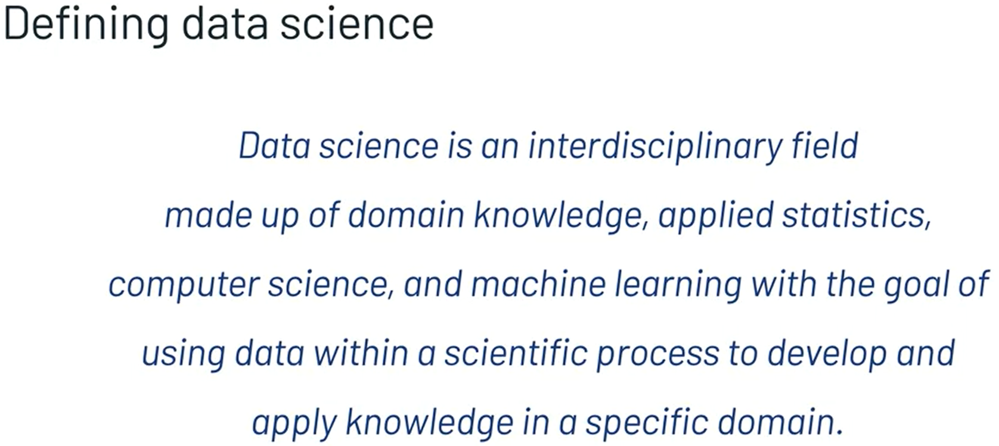 Defining data science
Data science is an interdisciplinary field
made up of domain knowledge, applied statistics,
computer science, and machine learning with the goal of
using data within a scientific process to develop and
apply knowledge in a specific domain.